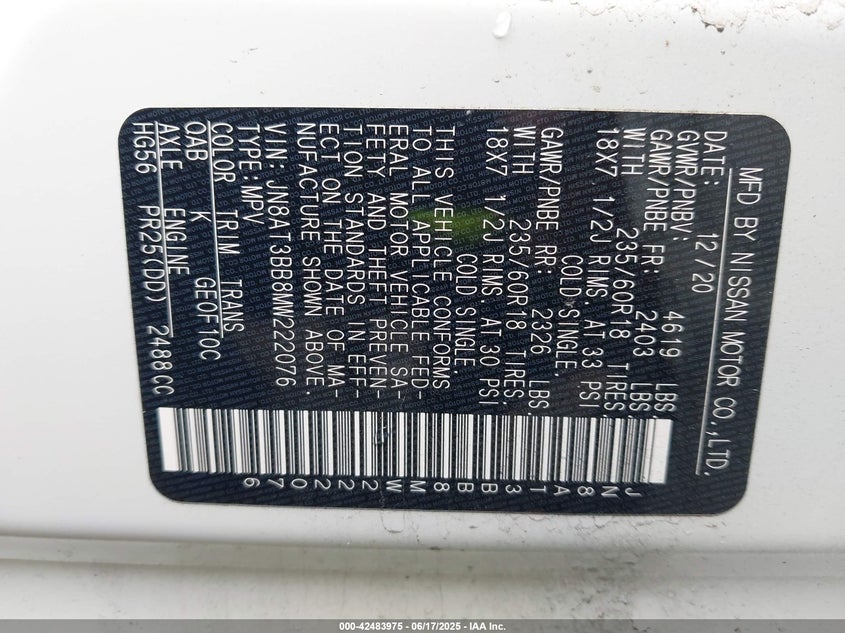 MFD BY NISSAN MOTOR CO.,LTD.
DATE: 12/20
GVWR/PNBV: 4619 LBS
GAWR/PNBE FR: 2403 LBS
WITH 235/60R18 TIRES,
18X7 1/2J RIMS, AT 33 PSI
COLD SINGLE,
GAWR/PNBE RR: 2326 LBS,
WITH 235/60R18 TIRES,
18X7 1/2J RIMS. AT 30 PSI
COLD SINGLE,
THIS VEHICLE CONFORMS
TO ALL APPLICABLE FED-
ERAL MOTOR VEHICLE SA-
FETY AND THEFT PREVEN-
TION STANDARDS IN EFF-
ECT ON THE DATE OF MA-
NUFACTURE SHOWN ABOVE.
VIN: JN8AT3BB8MW222076
TYPE:MPV
COLOR TRIM TRANS
QAB K GEOF10C
AXLE ENGINE
HG56 PR25(DD) 2488CC
JN8AT3BB8MW222076
000-42483975 - 06/17/2025 - IAA Inc.